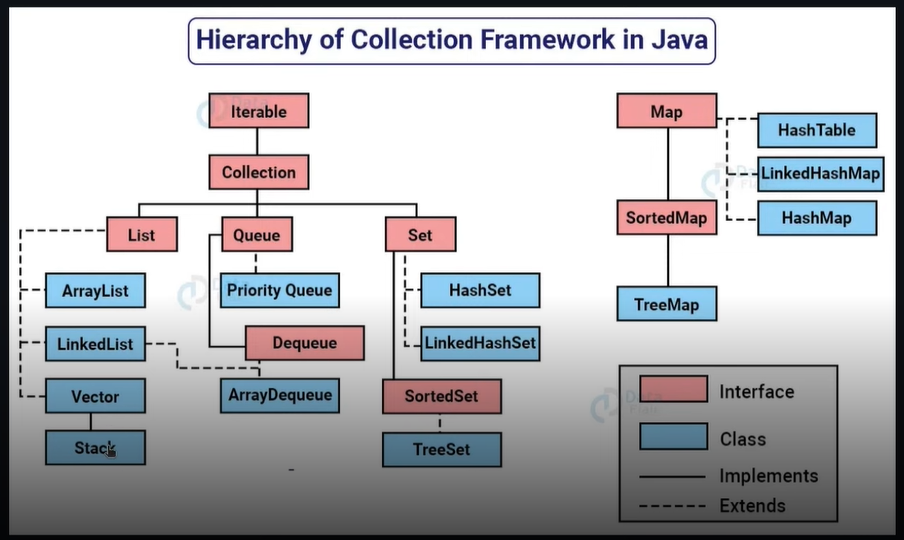 Hierarchy of Collection Framework in Java
Iterable
Collection
List
Queue
Set
ArrayList
Priority Queue
HashSet
LinkedList
Dequeue
LinkedHashSet
Vector
ArrayDequeue
SortedSet
Stack
TreeSet
Map
HashTable
LinkedHashMap
HashMap
SortedMap
TreeMap
Interface
Class
Implements
Extends